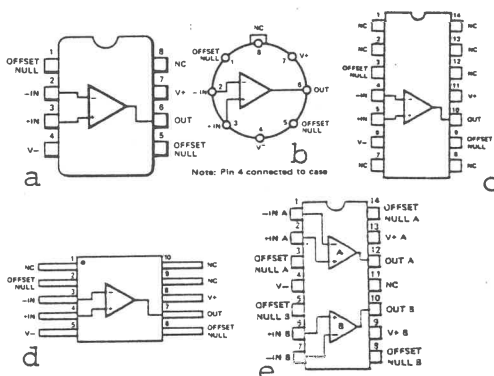 1
OFFSET
NULL
2
−IN
3
+IN
4
V−
8
NC
7
V+
6
OUT
5
OFFSET
NULL
−
+
a
NC
8
OFFSET
NULL
1
V+
7
−IN
2
OUT
6
+IN
3
OFFSET
NULL
5
4
V−
−
+
b
Note: Pin 4 connected to case
1
NC
2
NC
3
OFFSET
NULL
4
−IN
5
+IN
6
V−
7
NC
14
NC
13
NC
12
NC
11
V+
10
OUT
9
OFFSET
NULL
8
NC
−
+
c
1
NC
2
OFFSET
NULL
3
−IN
4
+IN
5
V−
10
NC
9
NC
8
V+
7
OUT
6
OFFSET
NULL
−
+
d
1
−IN A
2
+IN A
3
OFFSET
NULL A
4
V−
5
OFFSET
NULL B
6
+IN B
7
−IN B
14
OFFSET
NULL A
13
V+ A
12
OUT A
11
NC
10
OUT B
9
V+ B
8
OFFSET
NULL B
−
+
A
+
−
B
e